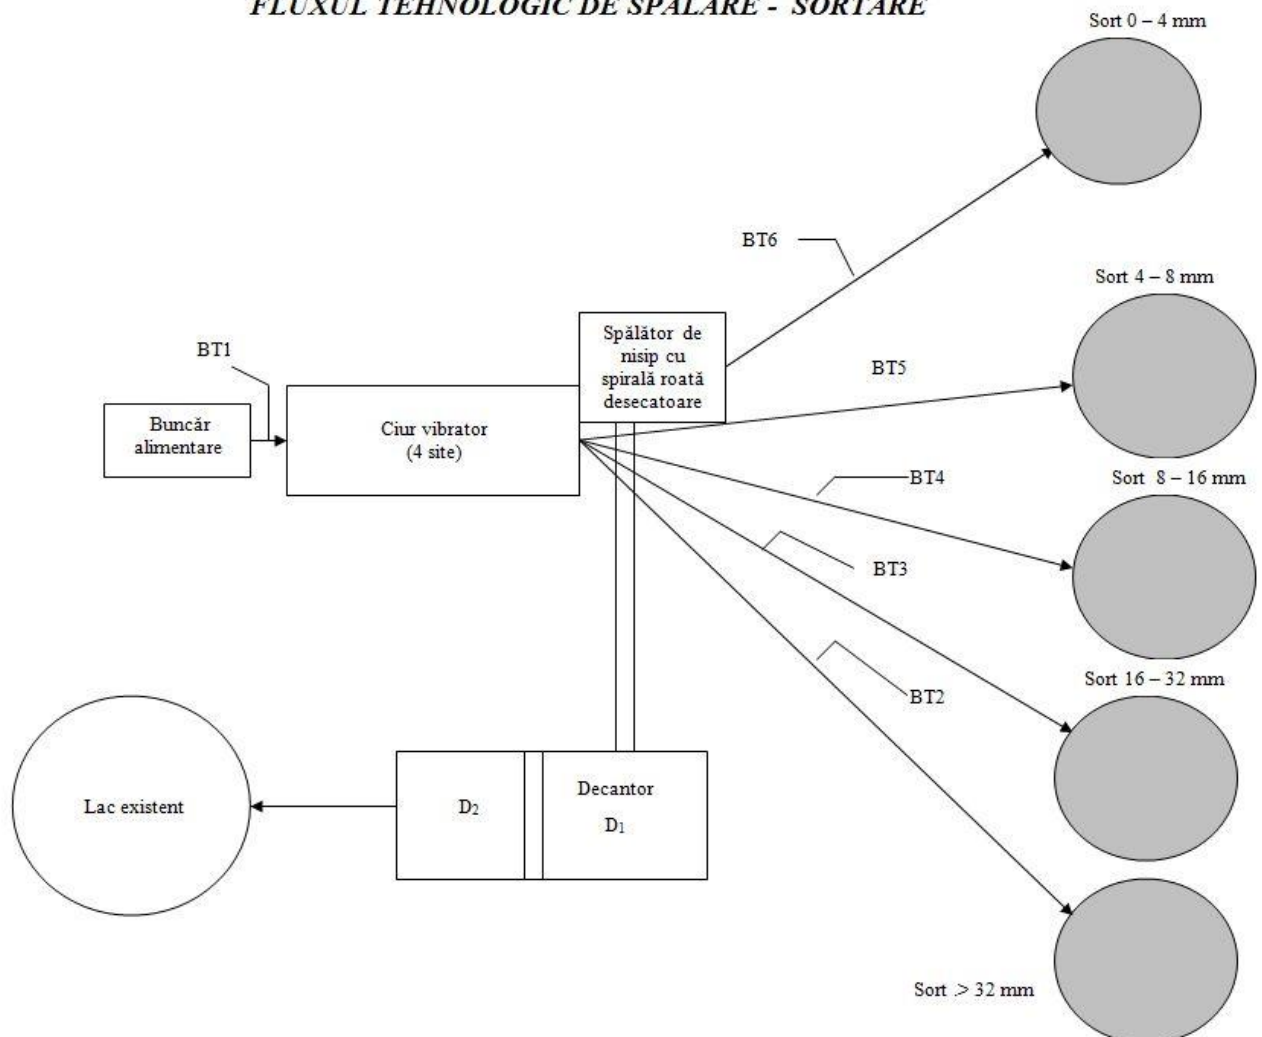 FLUXUL TEHNOLOGIC DE SPALARE - SORTARE
Sort 0 – 4 mm
BT6
Sort 4 – 8 mm
Spălător de
nisip cu
spirală roată
desecatoare
BT1
BT5
Buncăr
alimentare
Ciur vibrator
(4 site)
BT4
Sort 8 – 16 mm
BT3
Sort 16 – 32 mm
BT2
Lac existent
D2
Decantor
D1
Sort .> 32 mm